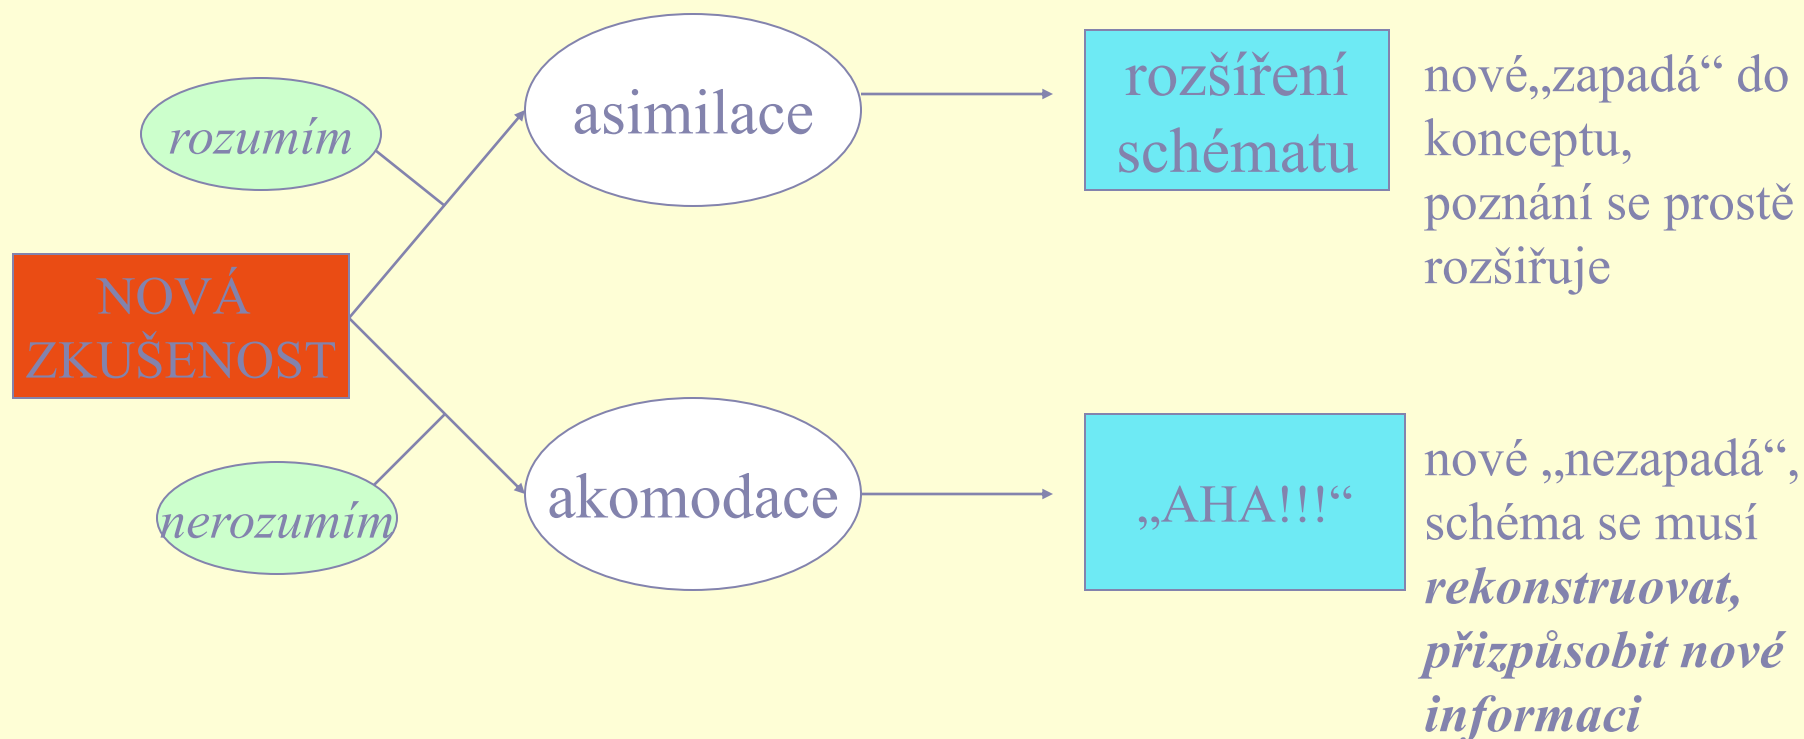 rozumím
asimilace
rozšíření
schématu
nové„zapadá“ do
konceptu,
poznání se prostě
rozšiřuje
NOVÁ
ZKUŠENOST
nerozumím
akomodace
„AHA!!!“
nové „nezapadá“,
schéma se musí
rekonstruovat,
přizpůsobit nové
informaci